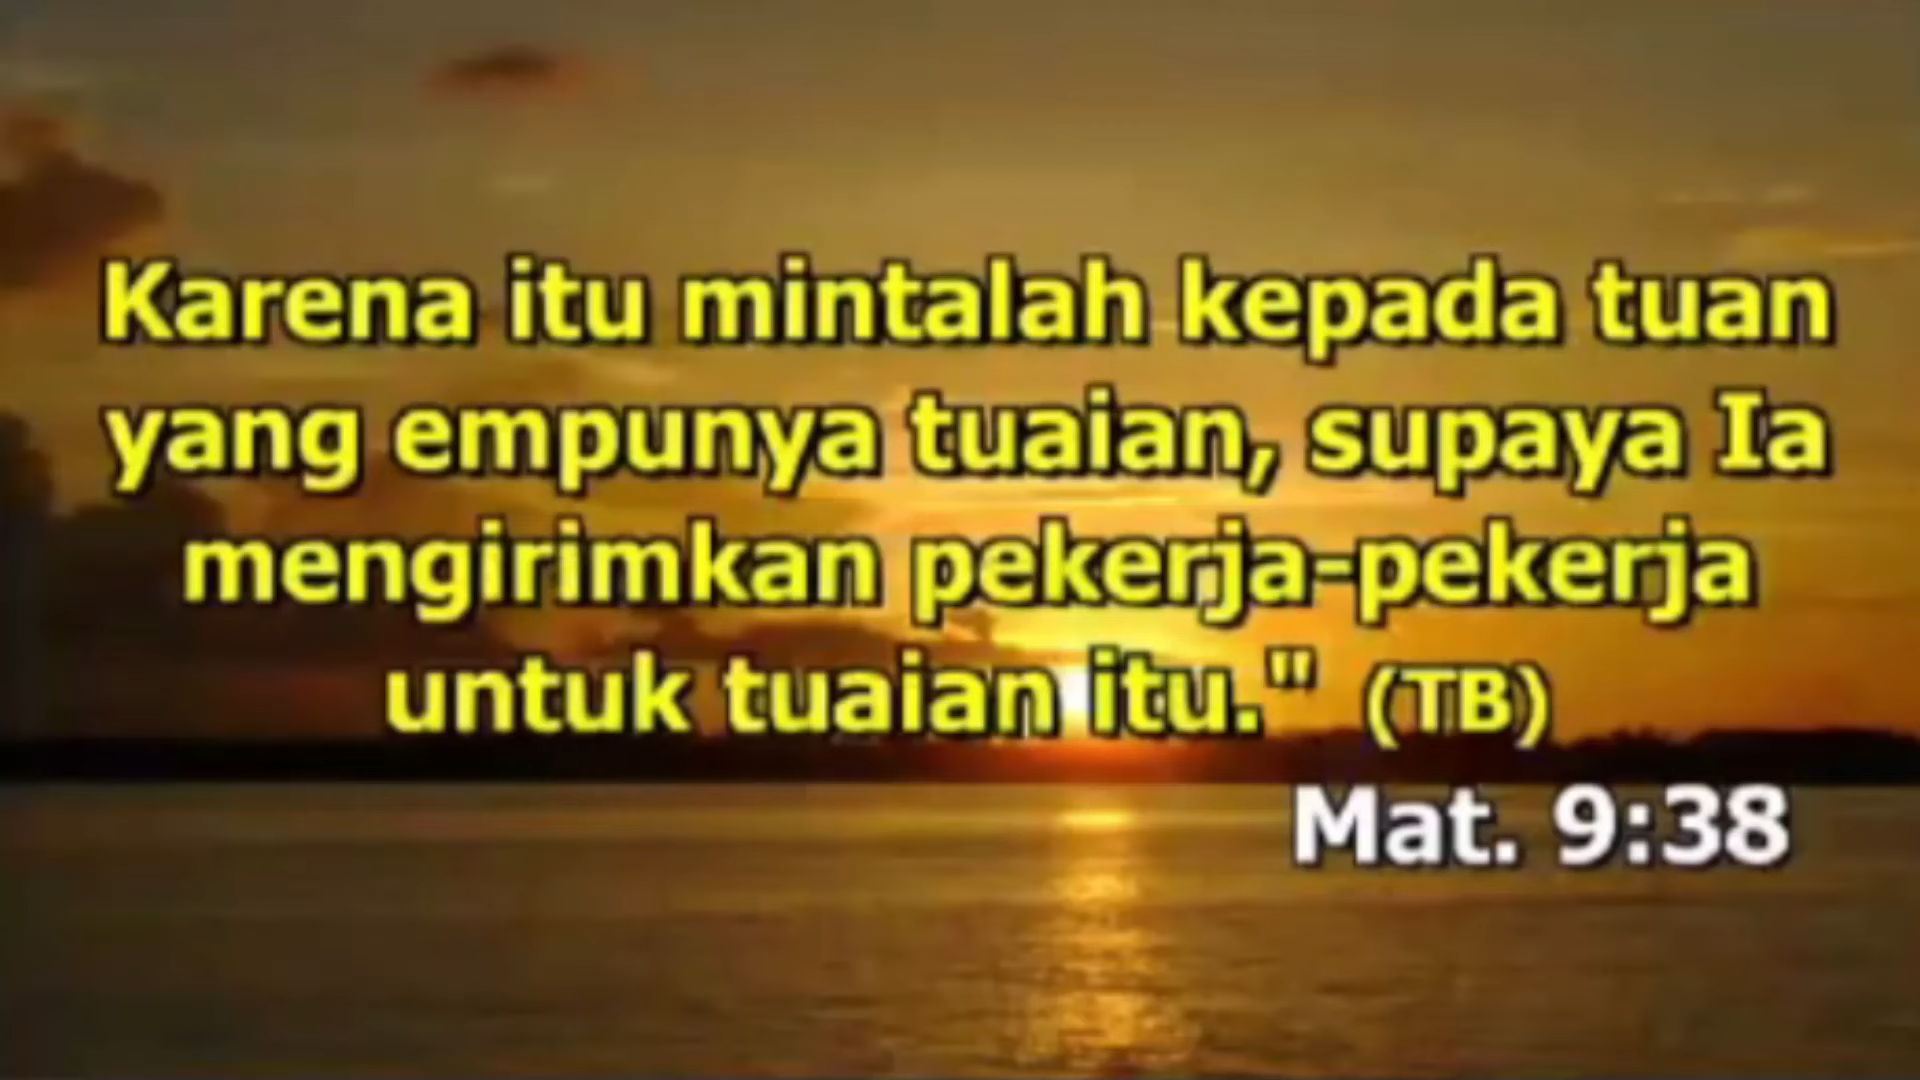 Karena itu mintalah kepada tuan
yang empunya tuaian, supaya Ia
mengirimkan pekerja-pekerja
untuk tuaian itu." (TB)
Mat. 9:38